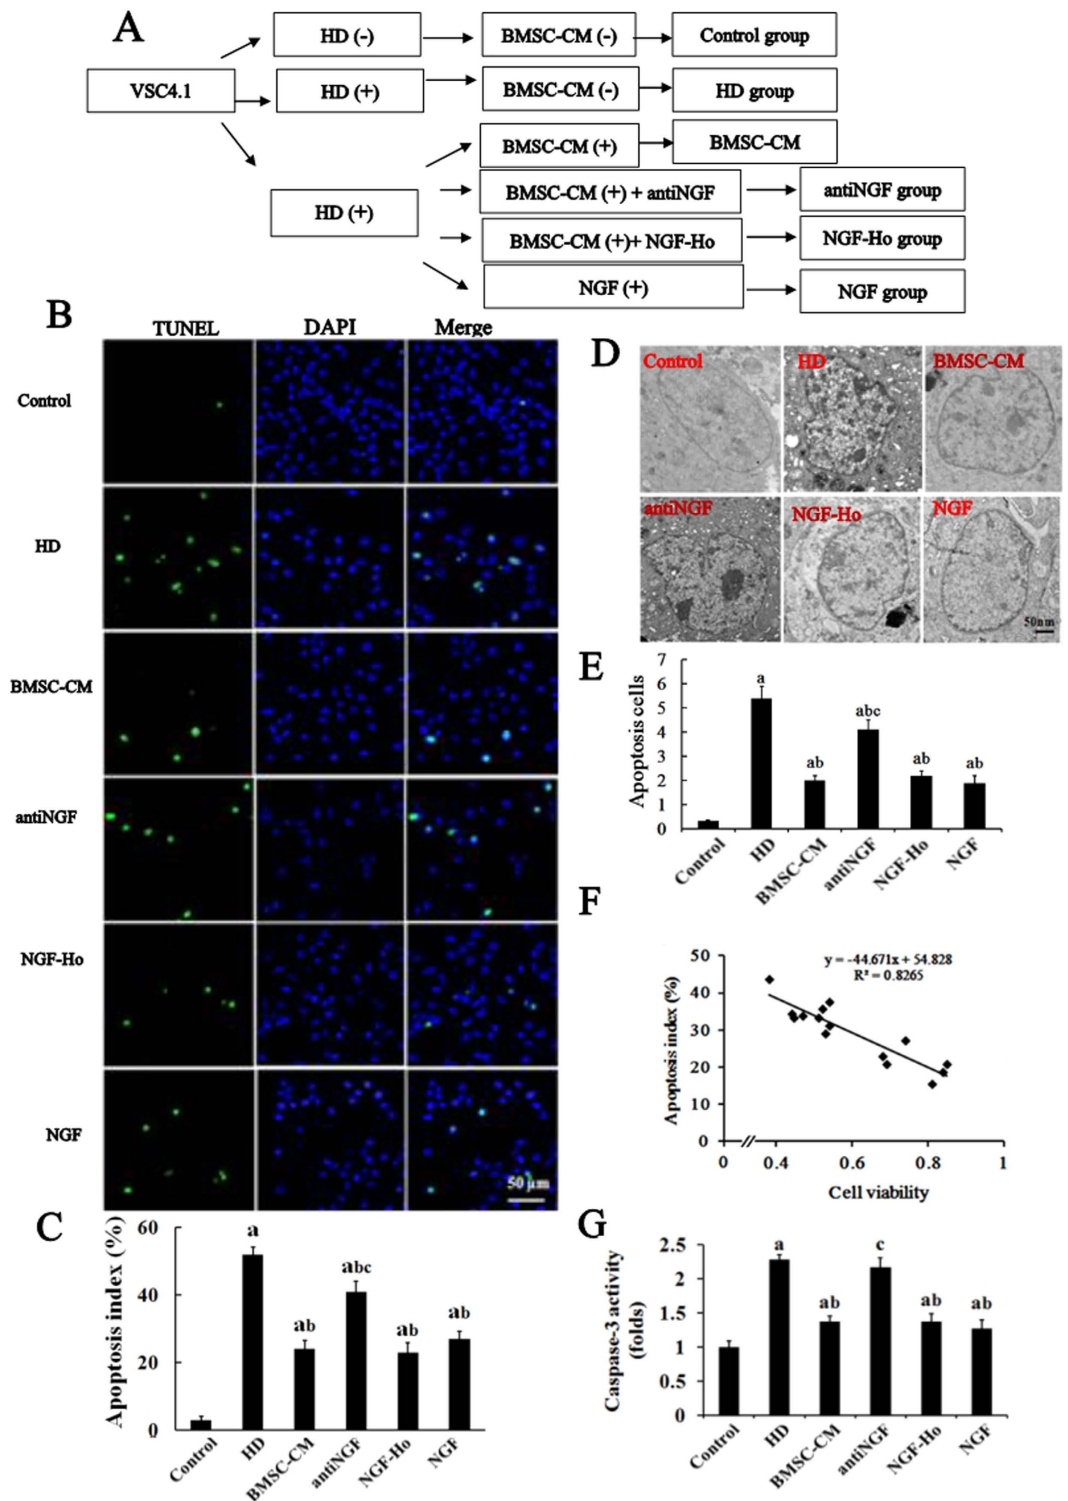 A
HD (-)
BMSC-CM (-)
Control group
VSC4.1
HD (+)
BMSC-CM (-)
HD group
BMSC-CM (+)
BMSC-CM
HD (+)
BMSC-CM (+) + antiNGF
antiNGF group
BMSC-CM (+)+ NGF-Ho
NGF-Ho group
NGF (+)
NGF group
B
TUNEL DAPI Merge
Control
HD
BMSC-CM
antiNGF
NGF-Ho
NGF
50 μm
C
Apoptosis index (%)
60
40
20
0
a
ab
abc
ab
ab
Control
HD
BMSC-CM
antiNGF
NGF-Ho
NGF
D
Control
HD
BMSC-CM
antiNGF
NGF-Ho
NGF
50nm
E
Apoptosis cells
7
6
5
4
3
2
1
0
a
ab
abc
ab
ab
Control
HD
BMSC-CM
antiNGF
NGF-Ho
NGF
F
Apoptosis index (%)
50
40
30
20
10
0
y = -44.671x + 54.828
R² = 0.8265
0 0.4 0.6 0.8 1
Cell viability
G
Caspase-3 activity
(folds)
2.5
2
1.5
1
0.5
0
a
ab
c
ab
ab
Control
HD
BMSC-CM
antiNGF
NGF-Ho
NGF